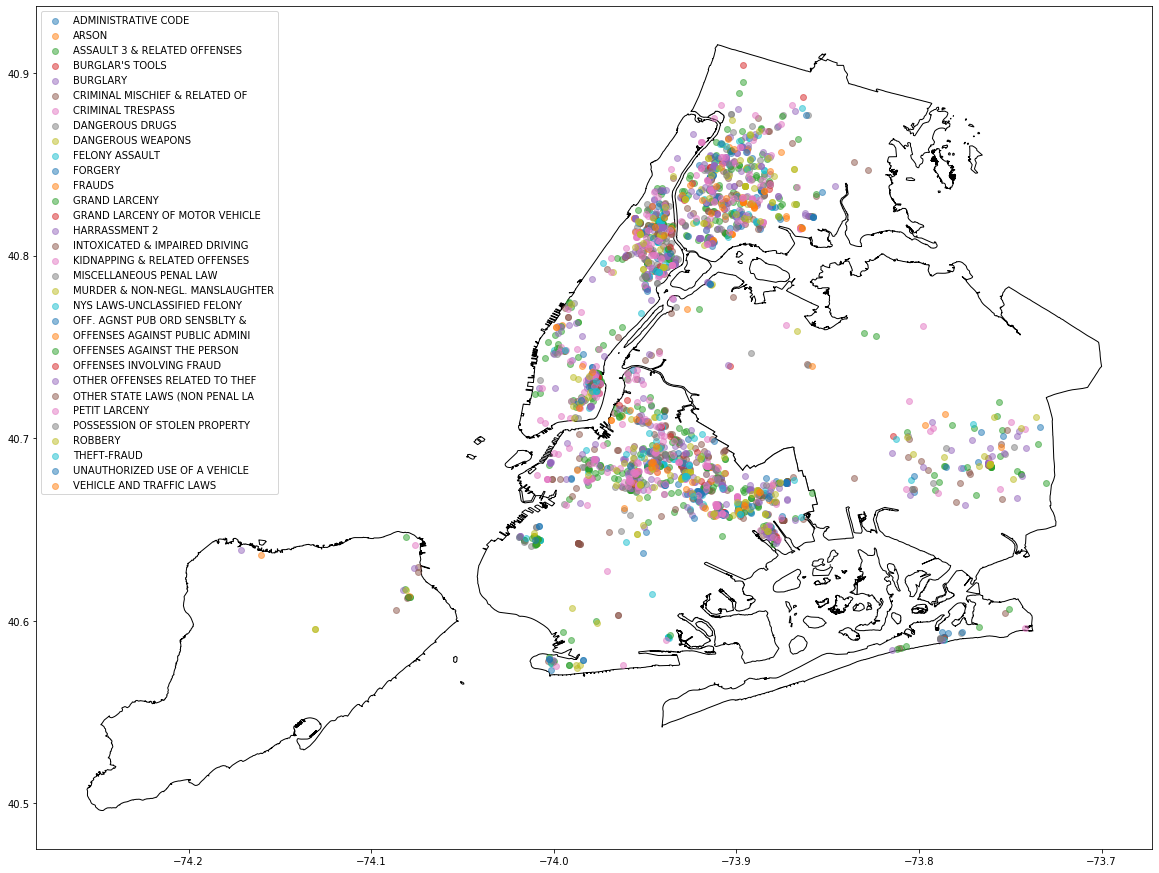 ADMINISTRATIVE CODE
ARSON
ASSAULT 3 & RELATED OFFENSES
BURGLAR'S TOOLS
BURGLARY
CRIMINAL MISCHIEF & RELATED OF
CRIMINAL TRESPASS
DANGEROUS DRUGS
DANGEROUS WEAPONS
FELONY ASSAULT
FORGERY
FRAUDS
GRAND LARCENY
GRAND LARCENY OF MOTOR VEHICLE
HARRASSMENT 2
INTOXICATED & IMPAIRED DRIVING
KIDNAPPING & RELATED OFFENSES
MISCELLANEOUS PENAL LAW
MURDER & NON-NEGL. MANSLAUGHTER
NYS LAWS-UNCLASSIFIED FELONY
OFF. AGNST PUB ORD SENSBLTY &
OFFENSES AGAINST PUBLIC ADMINI
OFFENSES AGAINST THE PERSON
OFFENSES INVOLVING FRAUD
OTHER OFFENSES RELATED TO THEF
OTHER STATE LAWS (NON PENAL LA
PETIT LARCENY
POSSESSION OF STOLEN PROPERTY
ROBBERY
THEFT-FRAUD
UNAUTHORIZED USE OF A VEHICLE
VEHICLE AND TRAFFIC LAWS
40.9
40.8
40.7
40.6
40.5
−74.2
−74.1
−74.0
−73.9
−73.8
−73.7